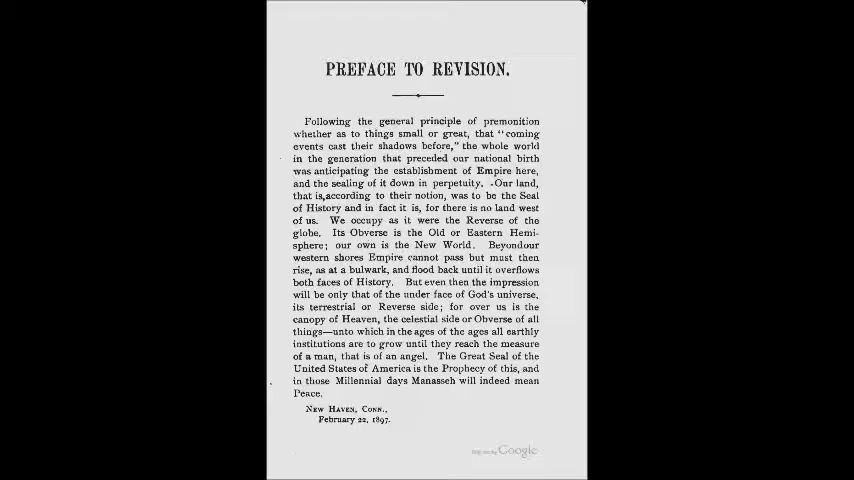 PREFACE TO REVISION.
Following the general principle of premonition
whether as to things small or great, that "coming
events cast their shadows before," the whole world
in the generation that preceded our national birth
was anticipating the establishment of Empire here,
and the sealing of it down in perpetuity. Our land,
that is, according to their notion, was to be the Seal
of History and in fact it is, for there is no land west
of us. We occupy as it were the Reverse of the
globe. Its Obverse is the Old or Eastern Hemi-
sphere; our own is the New World. Beyondour
western shores Empire cannot pass but must then
rise, as at a bulwark, and flood back until it overflows
both faces of History. But even then the impression
will be only that of the under face of God's universe,
its terrestrial or Reverse side; for over us is the
canopy of Heaven, the celestial side or Obverse of all
things—unto which in the ages of the ages all earthly
institutions are to grow until they reach the measure
of a man, that is of an angel. The Great Seal of the
United States of America is the Prophecy of this, and
in those Millennial days Manasseh will indeed mean
Peace.
NEW HAVEN, CONN.,
February 22, 1897.
Digitized by Google